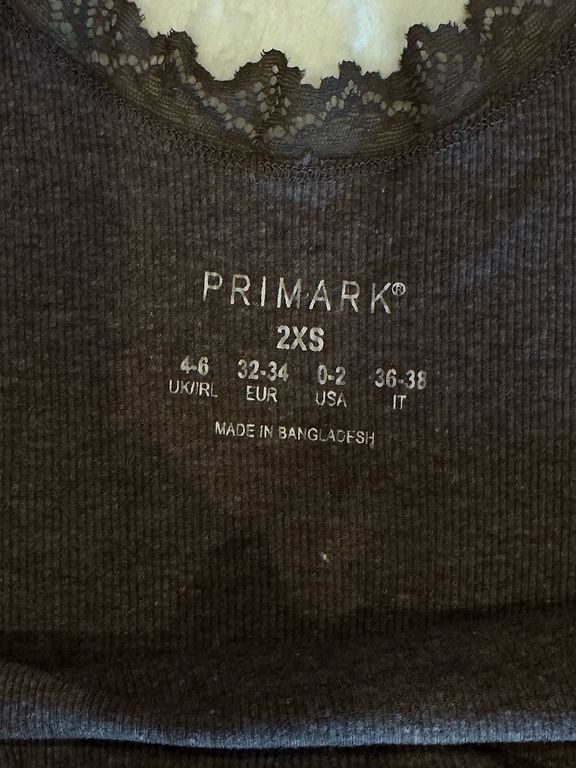 PRIMARK®
2XS
4-6 32-34 0-2 36-38
UK/IRL EUR USA IT
MADE IN BANGLADESH